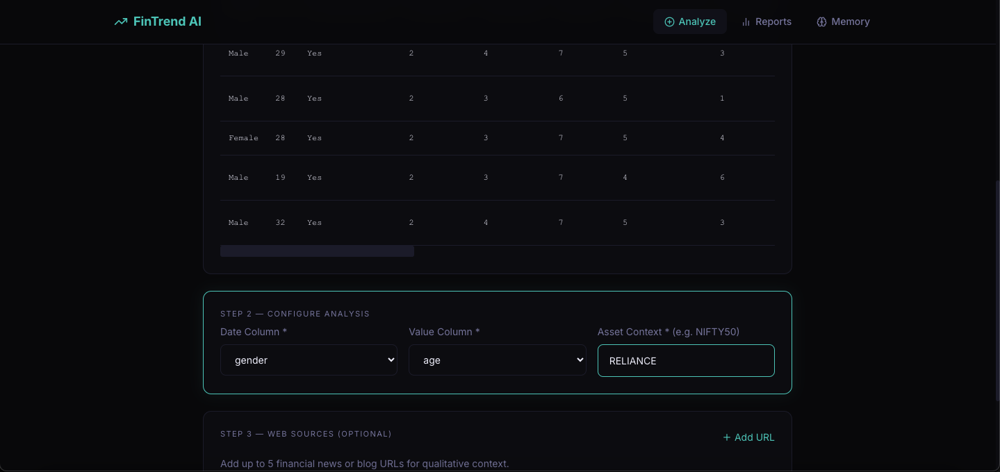 FinTrend AI Analyze Reports Memory
Male 29 Yes 2 4 7 5 3
Male 28 Yes 2 3 6 5 1
Female 28 Yes 2 3 7 5 4
Male 19 Yes 2 3 7 4 6
Male 32 Yes 2 4 7 5 3
STEP 2 — CONFIGURE ANALYSIS
Date Column * Value Column * Asset Context * (e.g. NIFTY50)
gender age RELIANCE
STEP 3 — WEB SOURCES (OPTIONAL)
+ Add URL
Add up to 5 financial news or blog URLs for qualitative context.